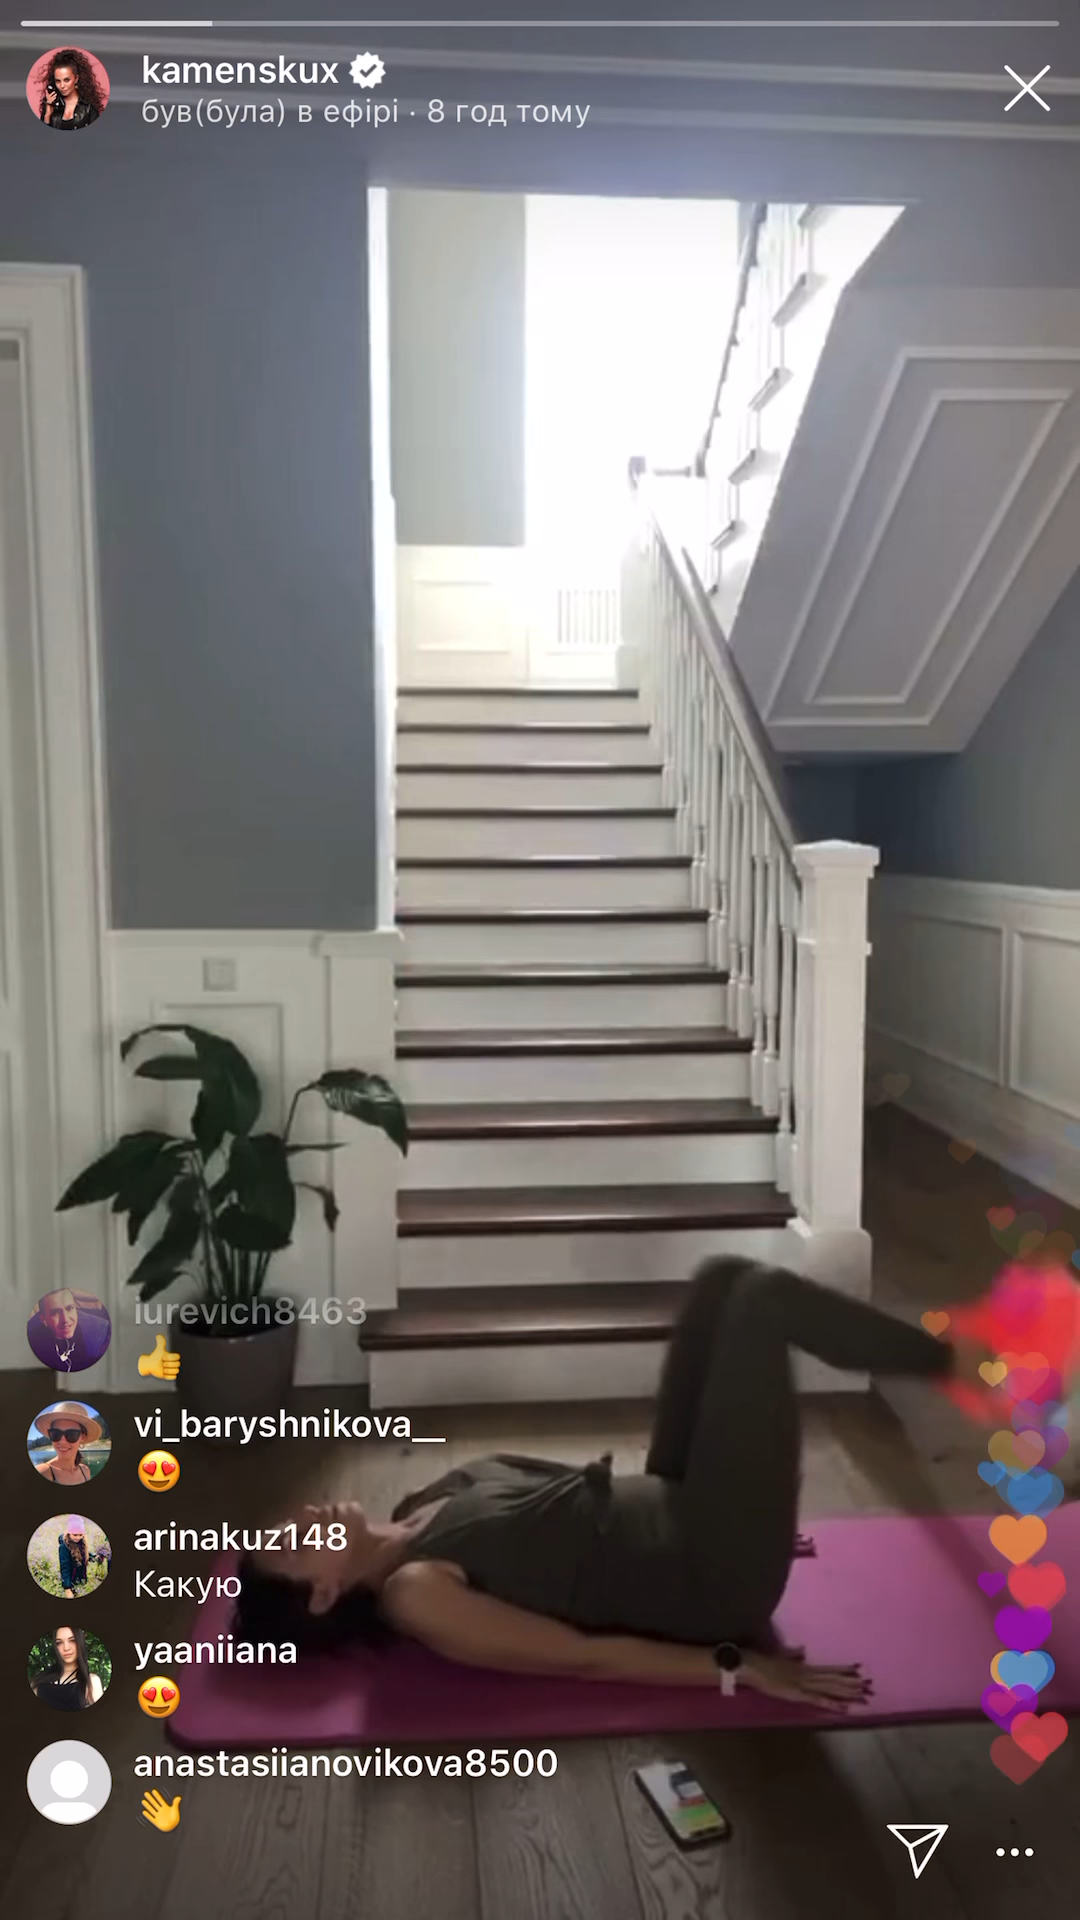 kamenskux
був(була) в ефірі · 8 год тому
iurevich8463
👍
vi_baryshnikova__
😍
arinakuz148
Какую
yaaniiana
😍
anastasiianovikova8500
👋